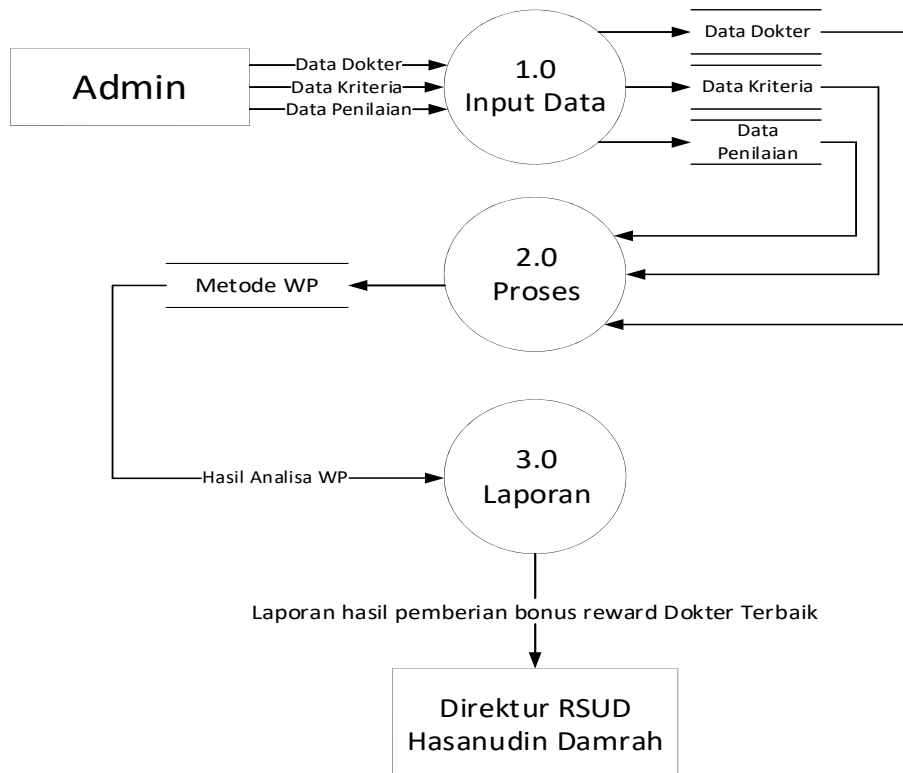 Admin
Data Dokter
Data Kriteria
Data Penilaian
1.0
Input Data
Data Dokter
Data Kriteria
Data
Penilaian
2.0
Proses
Metode WP
Hasil Analisa WP
3.0
Laporan
Laporan hasil pemberian bonus reward Dokter Terbaik
Direktur RSUD
Hasanudin Damrah